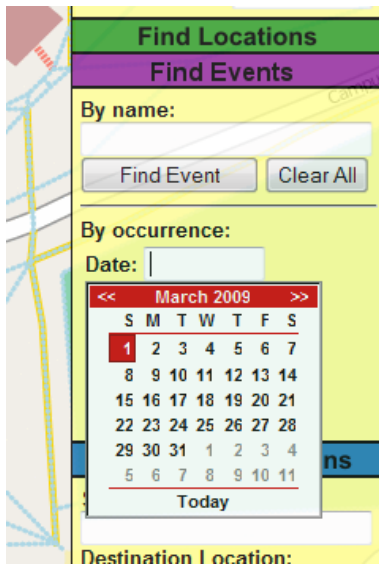 Find Locations
Find Events
By name:
Find Event Clear All
By occurrence:
Date:
<< March 2009 >>
S M T W T F S
1 2 3 4 5 6 7
8 9 10 11 12 13 14
15 16 17 18 19 20 21
22 23 24 25 26 27 28
29 30 31 1 2 3 4
5 6 7 8 9 10 11
Today
Destination Location: